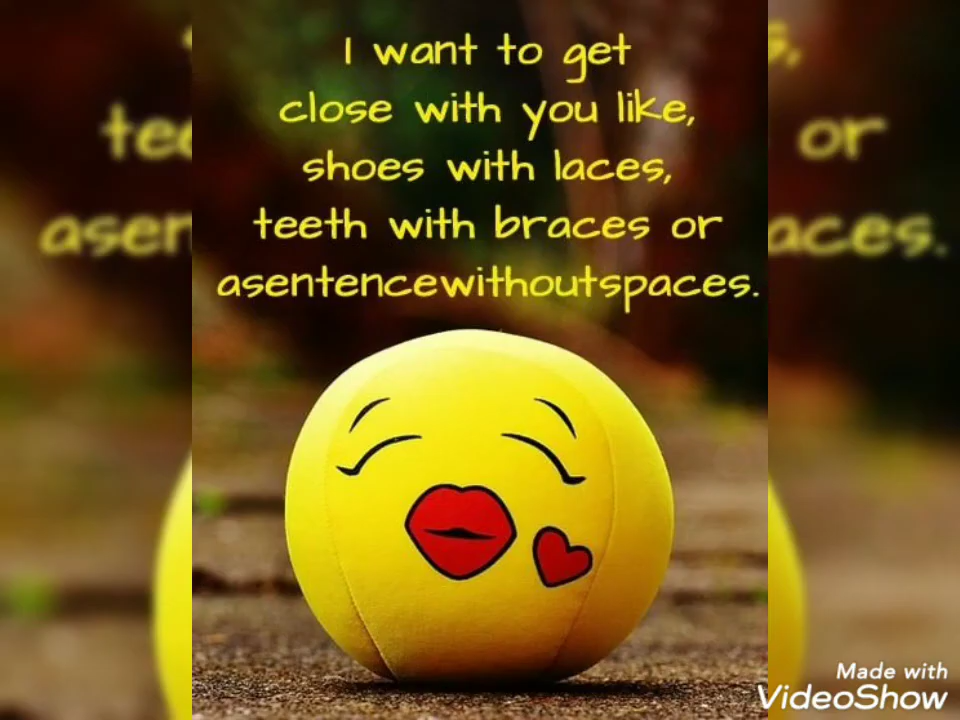 I want to get
close with you like,
shoes with laces,
teeth with braces or
asentencewithoutspaces.
Made with
VideoShow